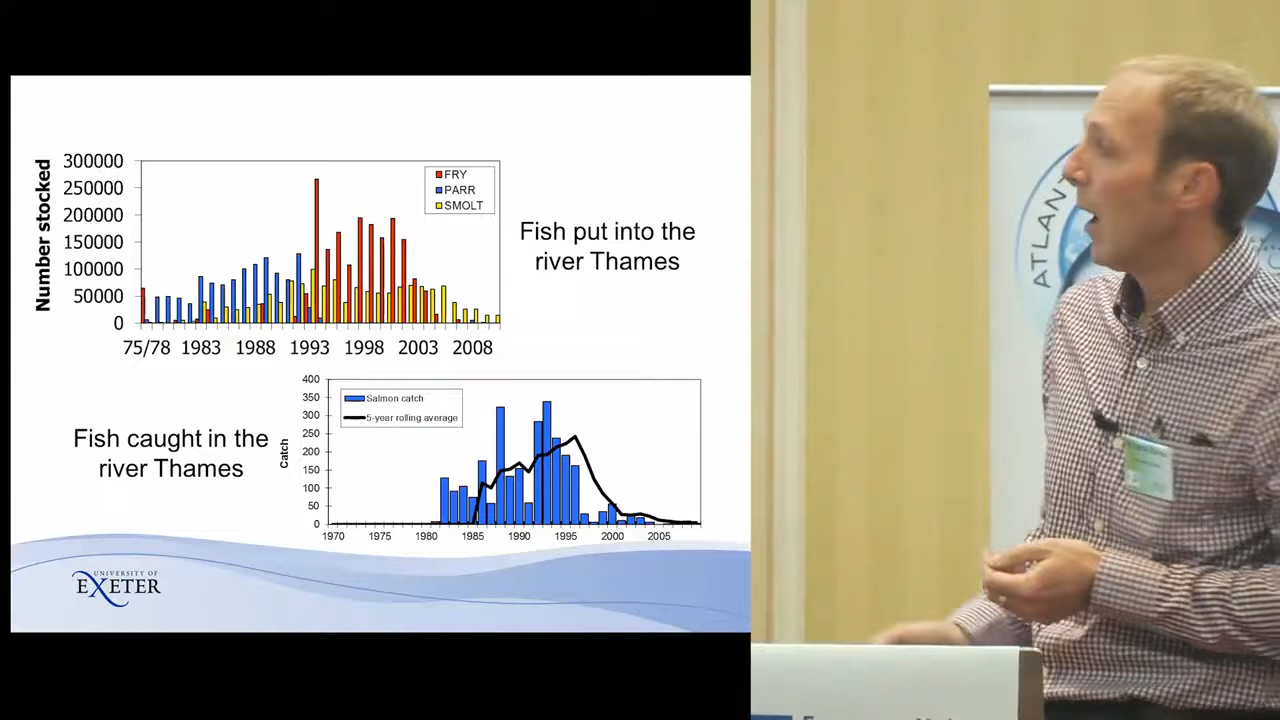 300000
250000
200000
150000
100000
50000
0
Number stocked
FRY
PARR
SMOLT
75/78 1983 1988 1993 1998 2003 2008
Fish put into the
river Thames
Fish caught in the
river Thames
400
350
300
250
200
150
100
50
0
Catch
Salmon catch
5-year rolling average
1970 1975 1980 1985 1990 1995 2000 2005
UNIVERSITY OF
EXETER
ATLANT